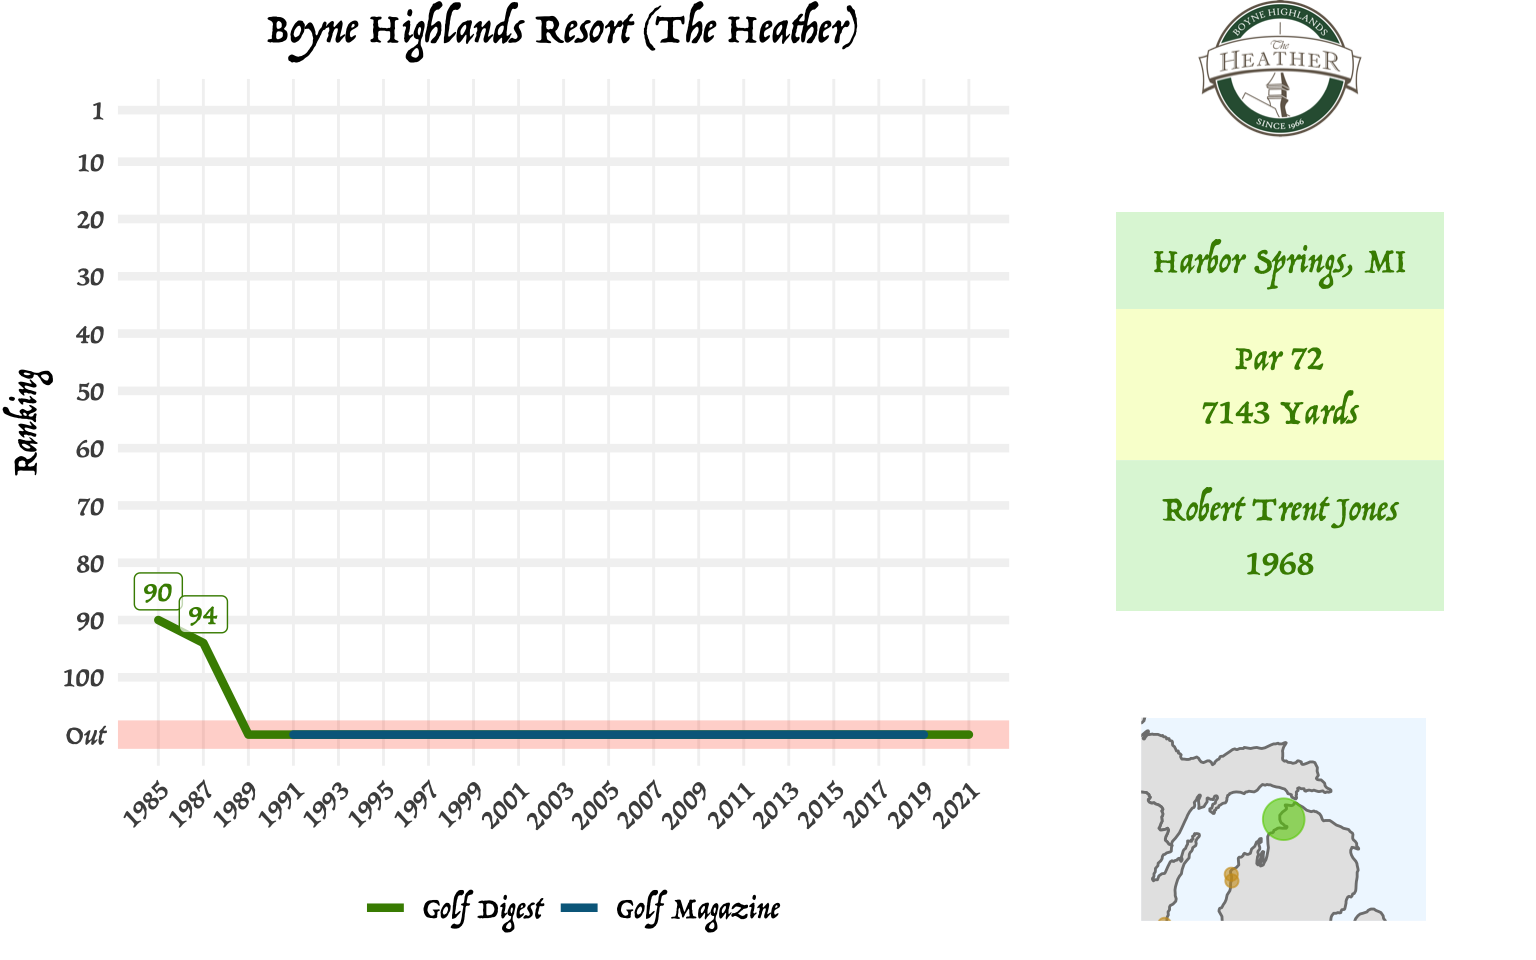 Boyne Highlands Resort (The Heather)
Ranking
1
10
20
30
40
50
60
70
80
90
100
Out
90
94
1985
1987
1989
1991
1993
1995
1997
1999
2001
2003
2005
2007
2009
2011
2013
2015
2017
2019
2021
Golf Digest
Golf Magazine
BOYNE HIGHLANDS
The
HEATHER
SINCE 1966
Harbor Springs, MI
Par 72
7143 Yards
Robert Trent Jones
1968